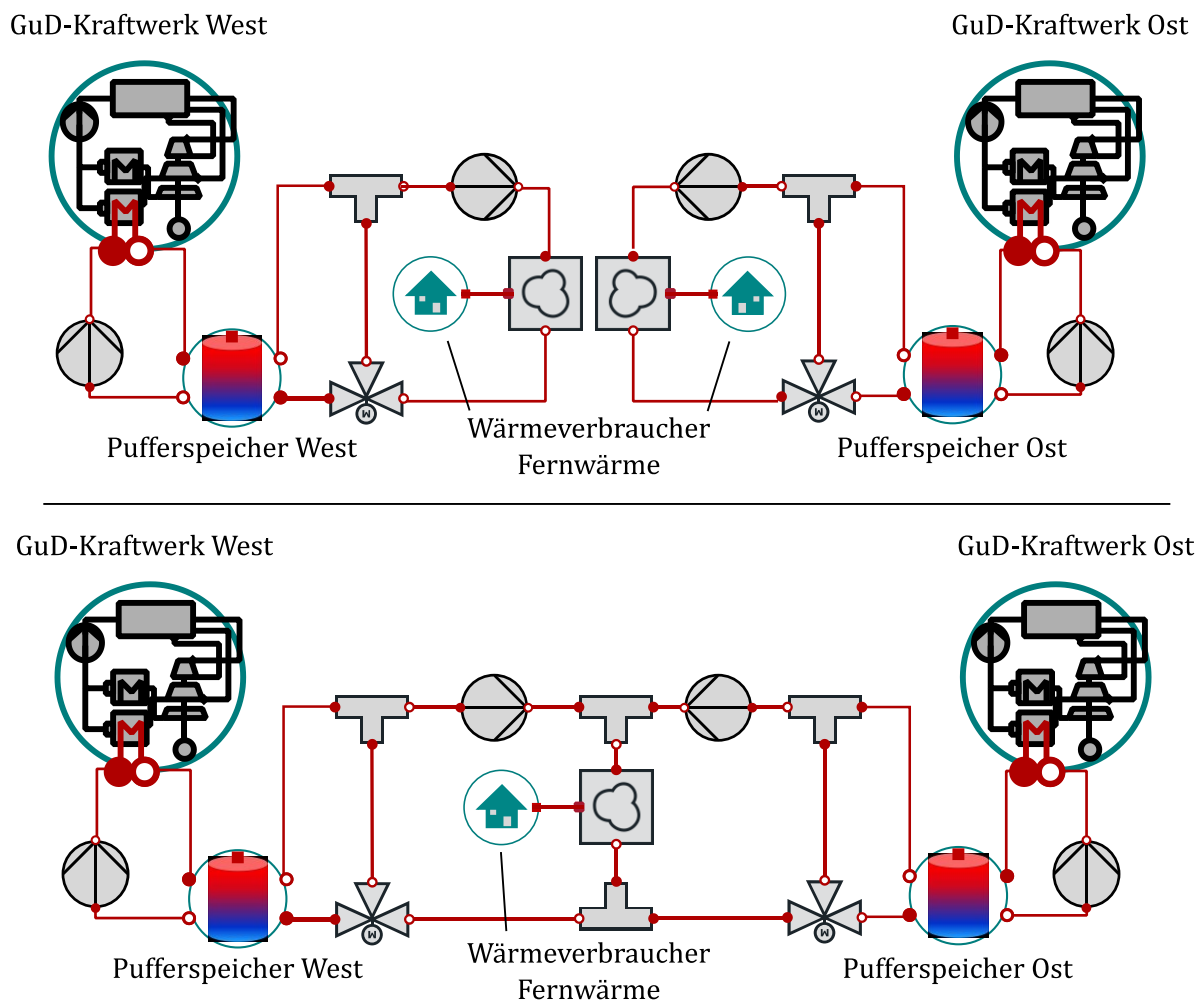 GuD-Kraftwerk West
GuD-Kraftwerk Ost
M
M
Wärmeverbraucher
Fernwärme
Pufferspeicher West
Pufferspeicher Ost
GuD-Kraftwerk West
GuD-Kraftwerk Ost
M
M
Wärmeverbraucher
Fernwärme
Pufferspeicher West
Pufferspeicher Ost